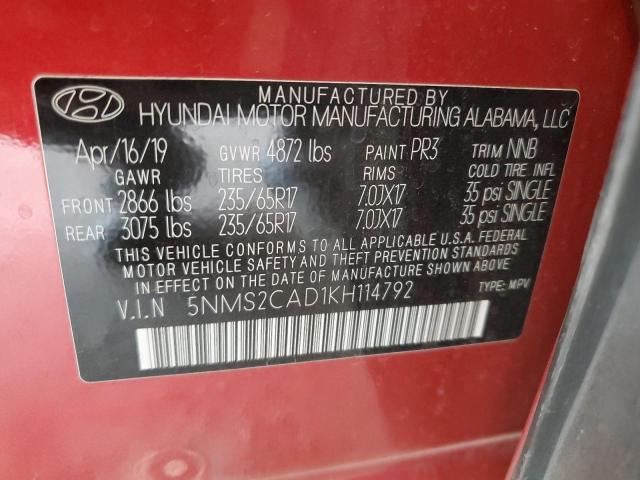 MANUFACTURED BY
HYUNDAI MOTOR MANUFACTURING ALABAMA, LLC
Apr/16/19 GVWR 4872 lbs PAINT PR3 TRIM NNB
GAWR TIRES RIMS COLD TIRE INFL
FRONT 2866 lbs 235/65R17 7.0JX17 35 psi SINGLE
REAR 3075 lbs 235/65R17 7.0JX17 35 psi SINGLE
THIS VEHICLE CONFORMS TO ALL APPLICABLE U.S.A. FEDERAL
MOTOR VEHICLE SAFETY AND THEFT PREVENTION STANDARDS
IN EFFECT ON THE DATE OF MANUFACTURE SHOWN ABOVE.
V.I.N 5NMS2CAD1KH114792 TYPE: MPV